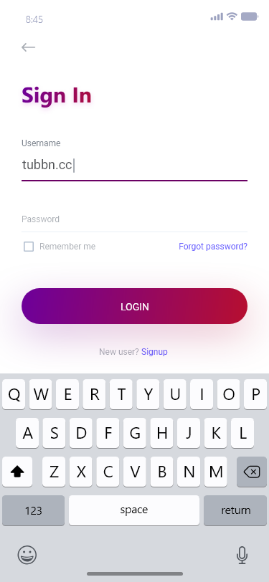 8:45
Sign In
Username
tubbn.cc
Password
Remember me Forgot password?
LOGIN
New user? Signup
Q W E R T Y U I O P
A S D F G H J K L
Z X C V B N M
123 space return